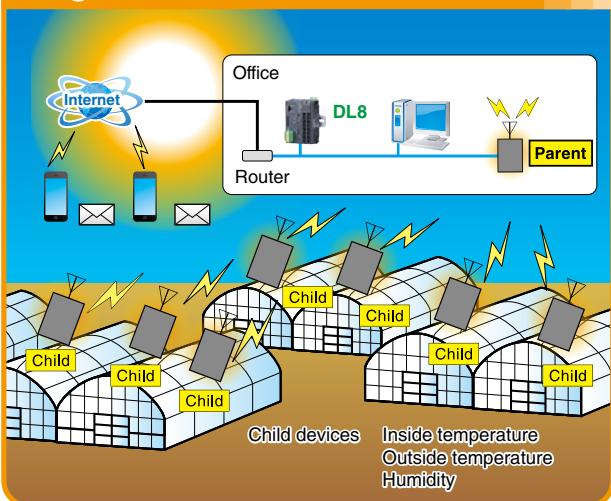 Office
Internet
DL8
Parent
Router
Child
Child
Child
Child
Child
Child
Child
Child devices
Inside temperature
Outside temperature
Humidity